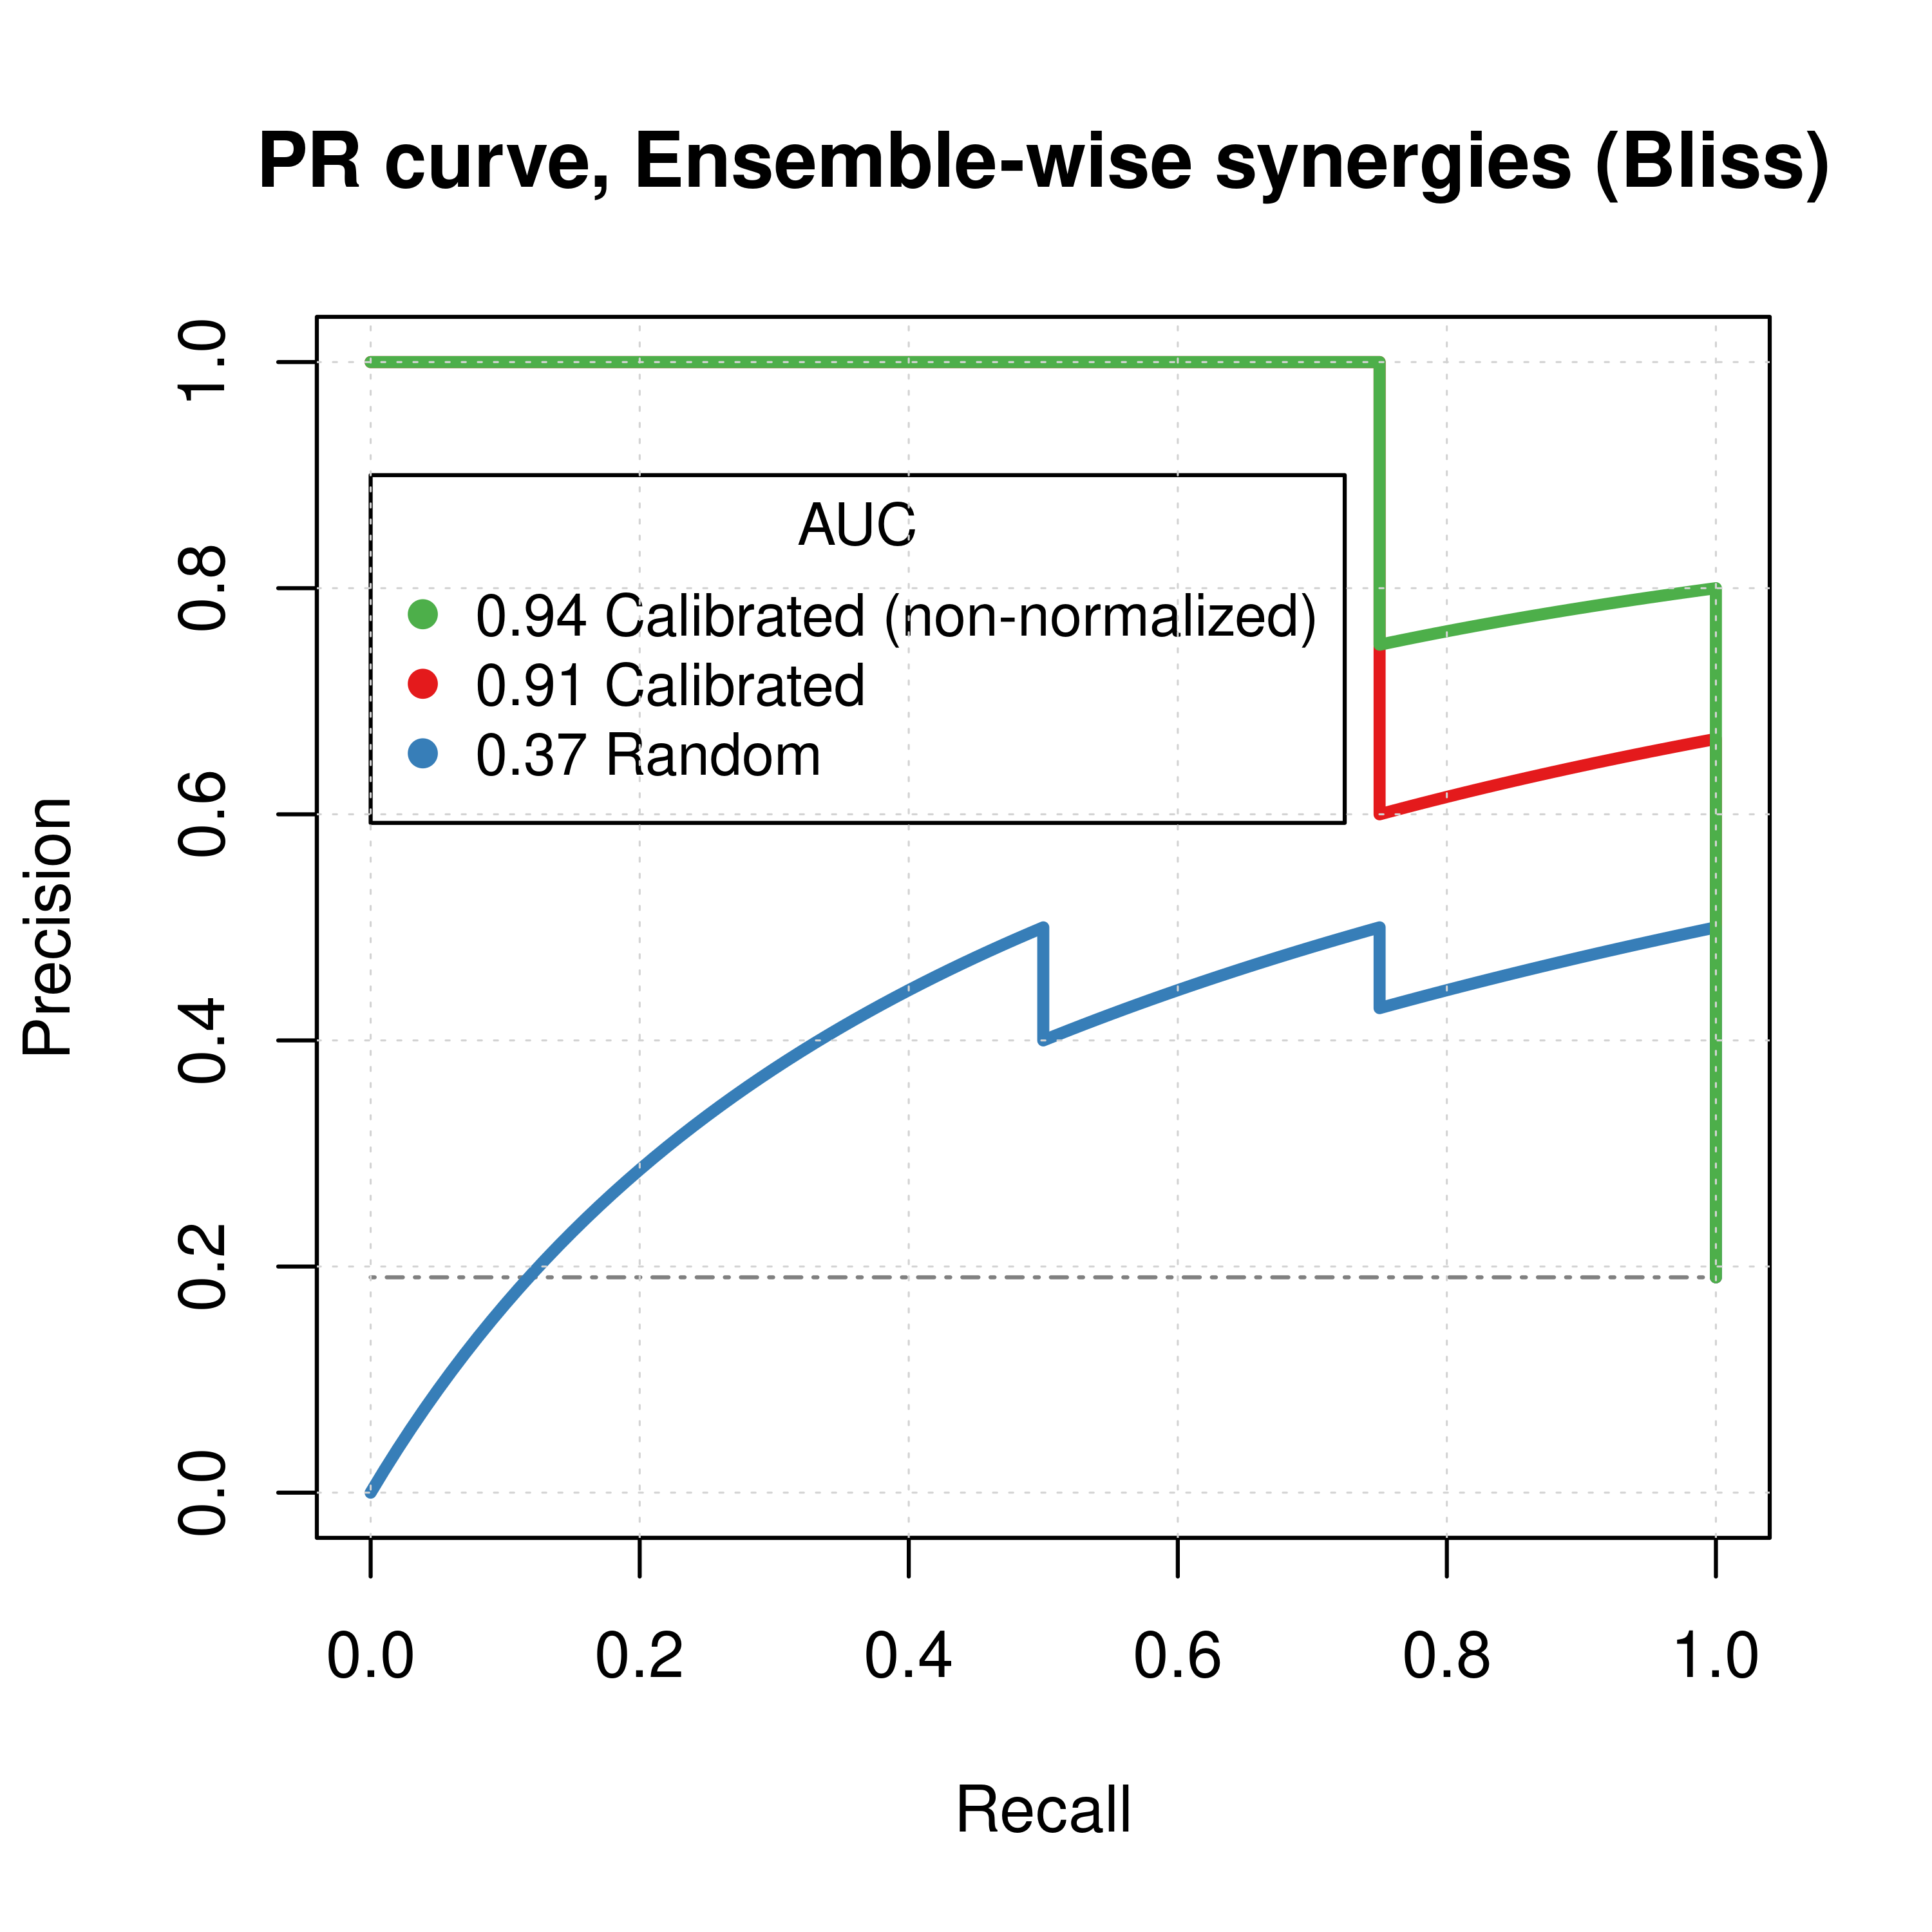 PR curve, Ensemble-wise synergies (Bliss)
Precision
1.0
0.8
0.6
0.4
0.2
0.0
AUC
0.94 Calibrated (non-normalized)
0.91 Calibrated
0.37 Random
0.0 0.2 0.4 0.6 0.8 1.0
Recall